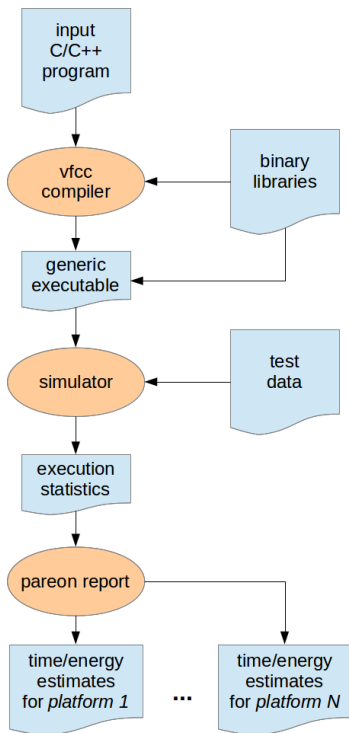 input
C/C++
program
vfcc
compiler
binary
libraries
generic
executable
simulator
test
data
execution
statistics
pareon report
time/energy
estimates
for platform 1
...
time/energy
estimates
for platform N